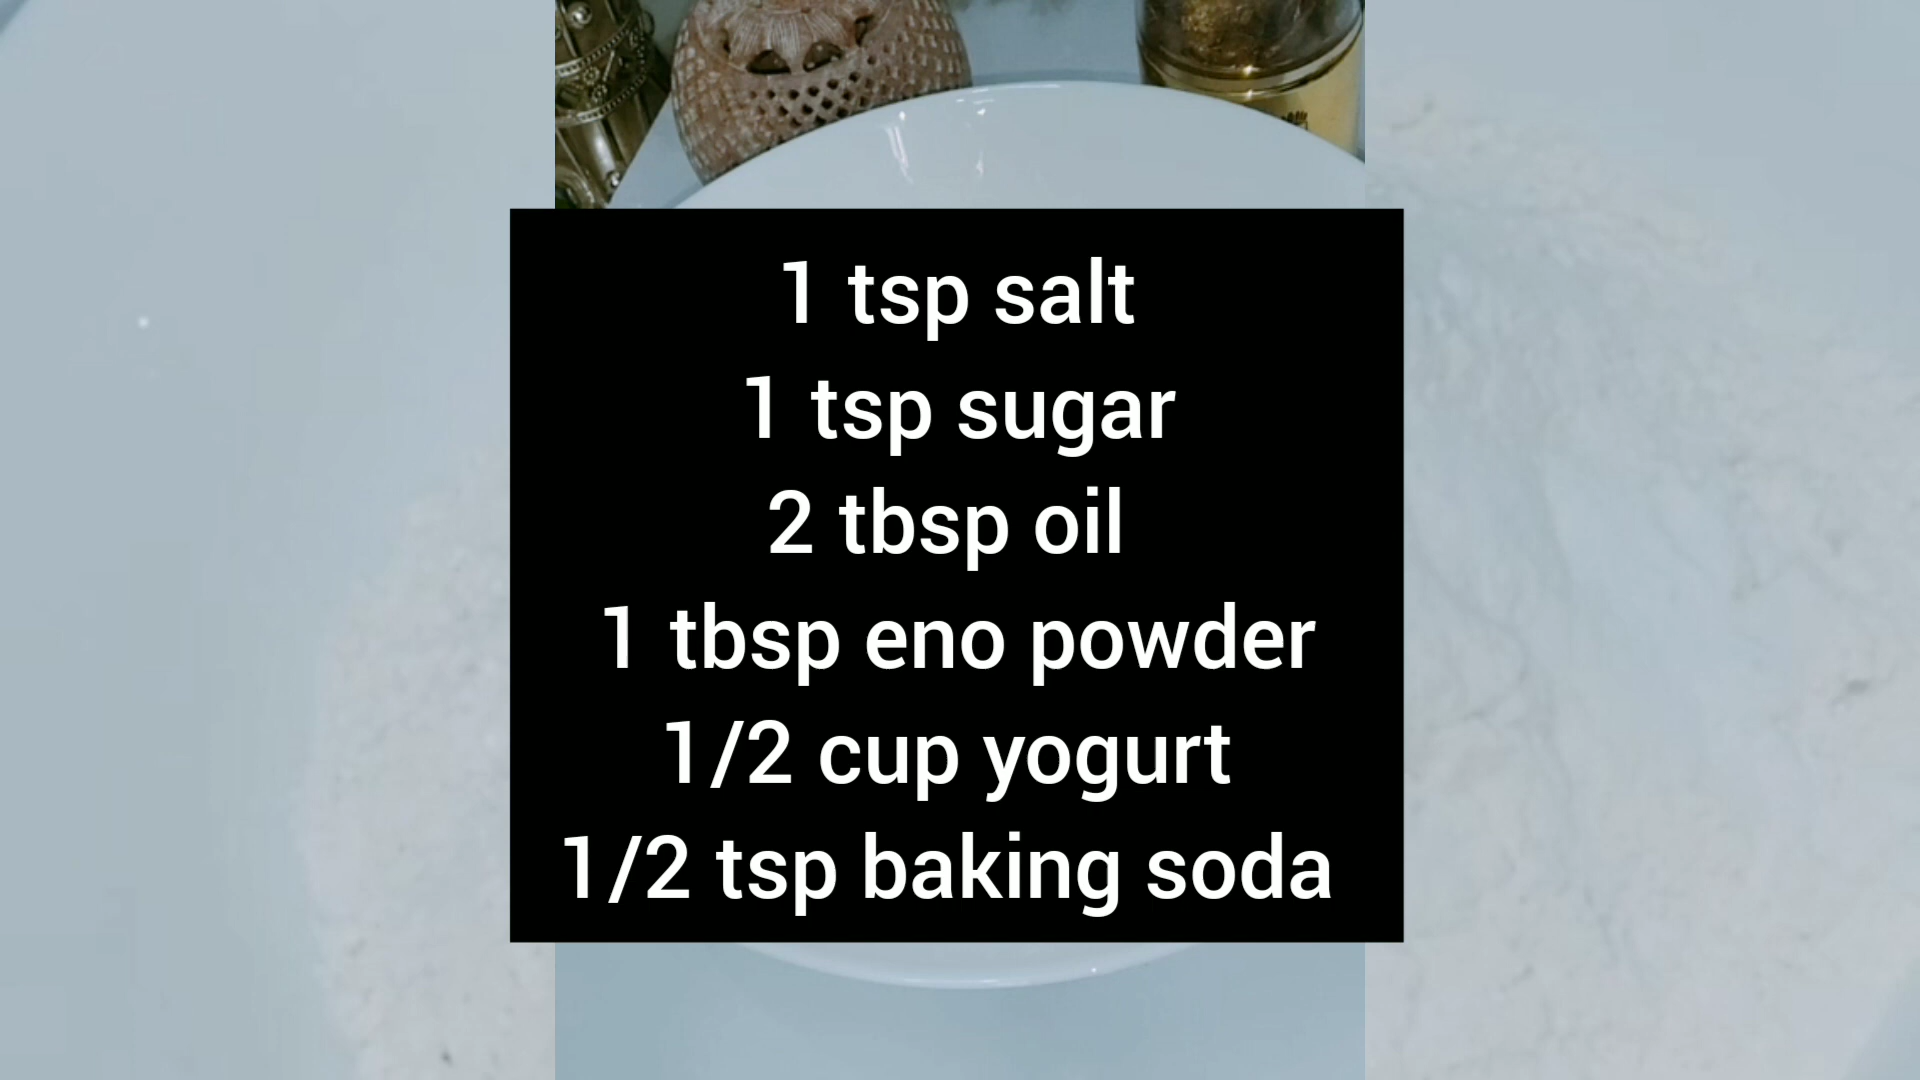 1 tsp salt
1 tsp sugar
2 tbsp oil
1 tbsp eno powder
1/2 cup yogurt
1/2 tsp baking soda